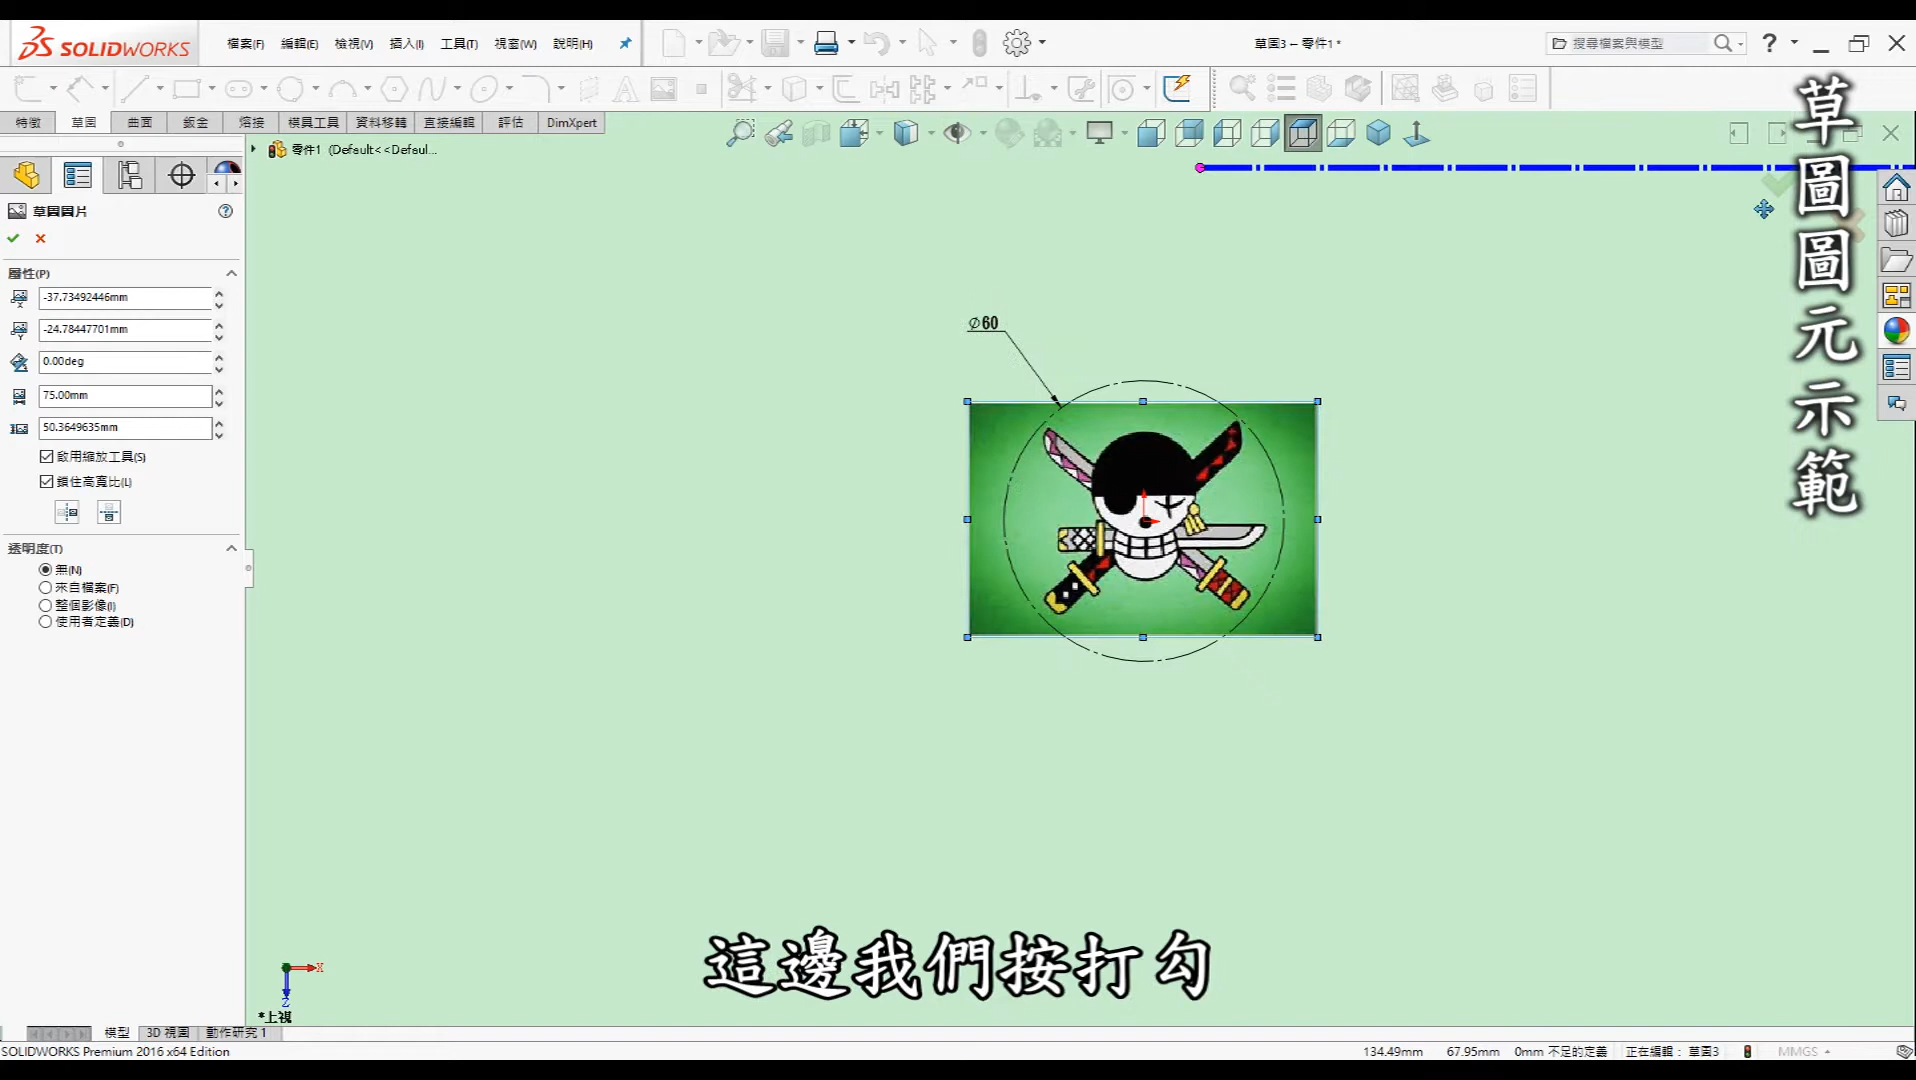 SOLIDWORKS
檔案(F) 編輯(E) 檢視(V) 插入(I) 工具(T) 視窗(W) 說明(H)
草圖3 ← 零件1 *
搜尋檔案與模型
特徵 草圖 曲面 鈑金 熔接 模具工具 資料移轉 直接編輯 評估 DimXpert
零件1 (Default<<Defaul...
草圖圖片
屬性(P)
-37.73492446mm
-24.78447701mm
0.00deg
75.00mm
50.3649635mm
啟用縮放工具(S)
鎖住高寬比(L)
透明度(T)
無(N)
來自檔案(F)
整個影像(I)
使用者定義(D)
∅60
草圖圖元示範
這邊我們按打勾
X
Z
*上視
模型 3D 視圖 動作研究 1
SOLIDWORKS Premium 2016 x64 Edition
134.49mm 67.95mm 0mm 不足的定義 正在編輯： 草圖3 MMGS